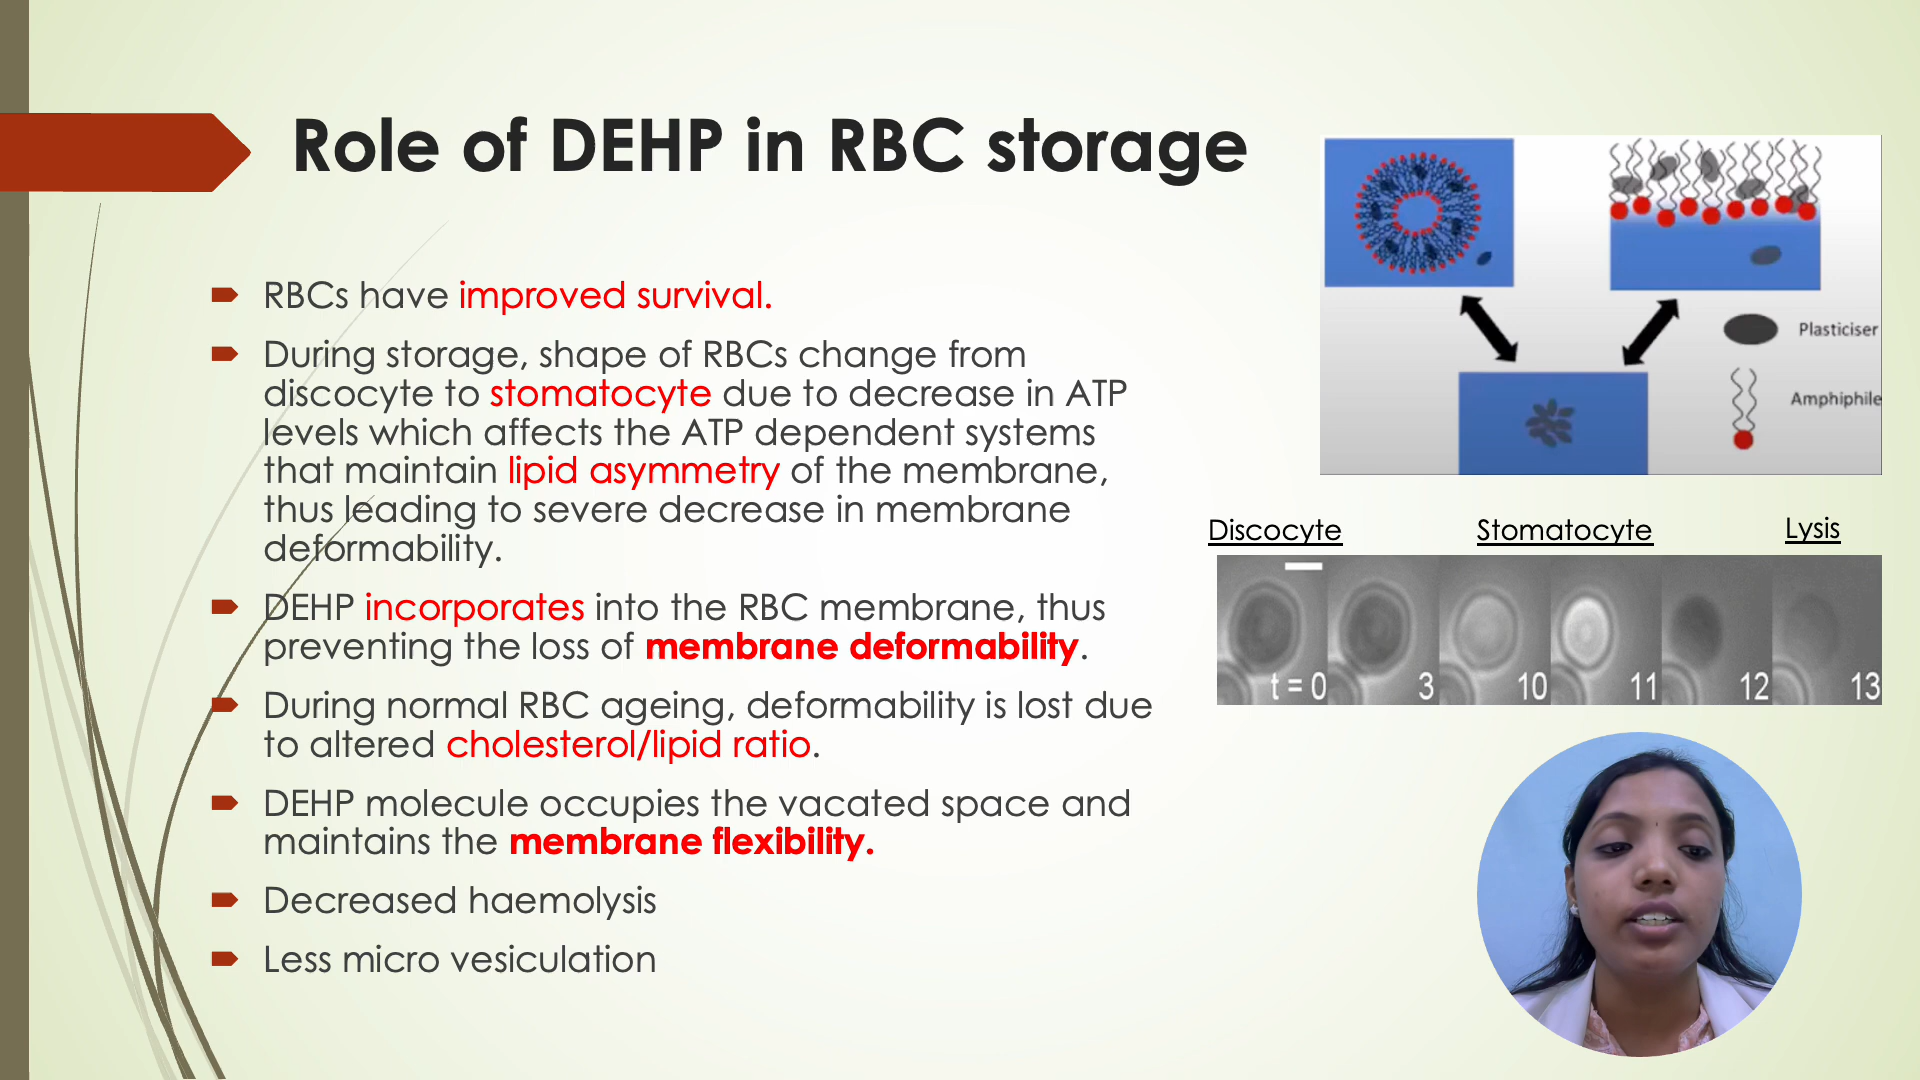 Role of DEHP in RBC storage
RBCs have improved survival.
During storage, shape of RBCs change from
discocyte to stomatocyte due to decrease in ATP
levels which affects the ATP dependent systems
that maintain lipid asymmetry of the membrane,
thus leading to severe decrease in membrane
deformability.
DEHP incorporates into the RBC membrane, thus
preventing the loss of membrane deformability.
During normal RBC ageing, deformability is lost due
to altered cholesterol/lipid ratio.
DEHP molecule occupies the vacated space and
maintains the membrane flexibility.
Decreased haemolysis
Less micro vesiculation
Plasticiser
Amphiphile
Discocyte Stomatocyte Lysis
t = 0 3 10 11 12 13